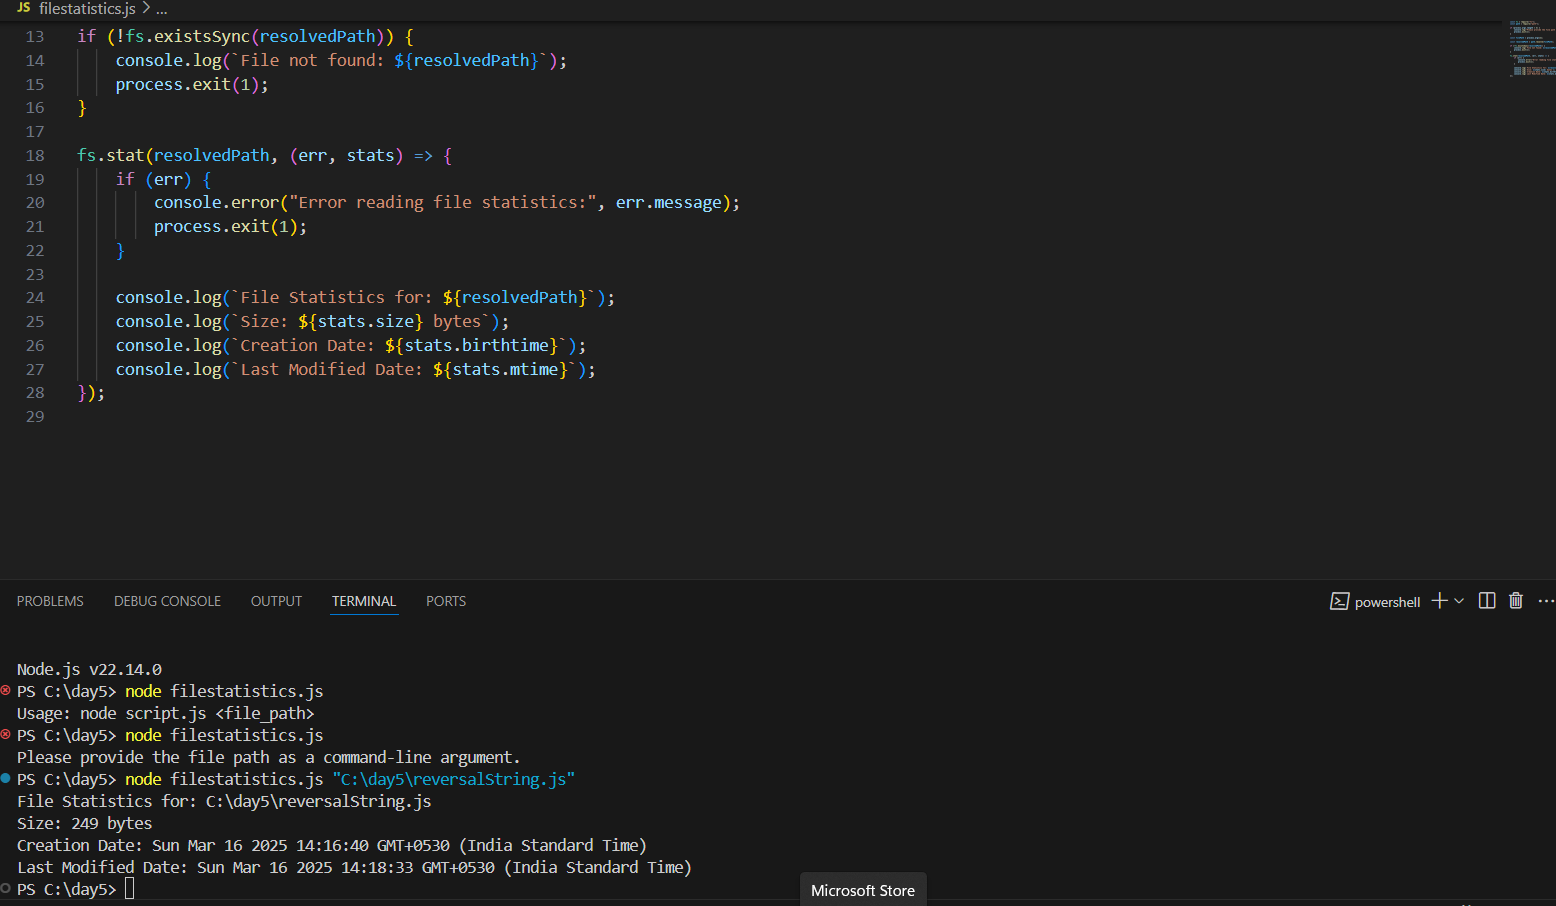 JS filestatistics.js > ...
13 if (!fs.existsSync(resolvedPath)) {
14 console.log(`File not found: ${resolvedPath}`);
15 process.exit(1);
16 }
17
18 fs.stat(resolvedPath, (err, stats) => {
19 if (err) {
20 console.error("Error reading file statistics:", err.message);
21 process.exit(1);
22 }
23
24 console.log(`File Statistics for: ${resolvedPath}`);
25 console.log(`Size: ${stats.size} bytes`);
26 console.log(`Creation Date: ${stats.birthtime}`);
27 console.log(`Last Modified Date: ${stats.mtime}`);
28 });
29
PROBLEMS DEBUG CONSOLE OUTPUT TERMINAL PORTS powershell
Node.js v22.14.0
PS C:\day5> node filestatistics.js
Usage: node script.js <file_path>
PS C:\day5> node filestatistics.js
Please provide the file path as a command-line argument.
PS C:\day5> node filestatistics.js "C:\day5\reversalString.js"
File Statistics for: C:\day5\reversalString.js
Size: 249 bytes
Creation Date: Sun Mar 16 2025 14:16:40 GMT+0530 (India Standard Time)
Last Modified Date: Sun Mar 16 2025 14:18:33 GMT+0530 (India Standard Time)
PS C:\day5>
Microsoft Store